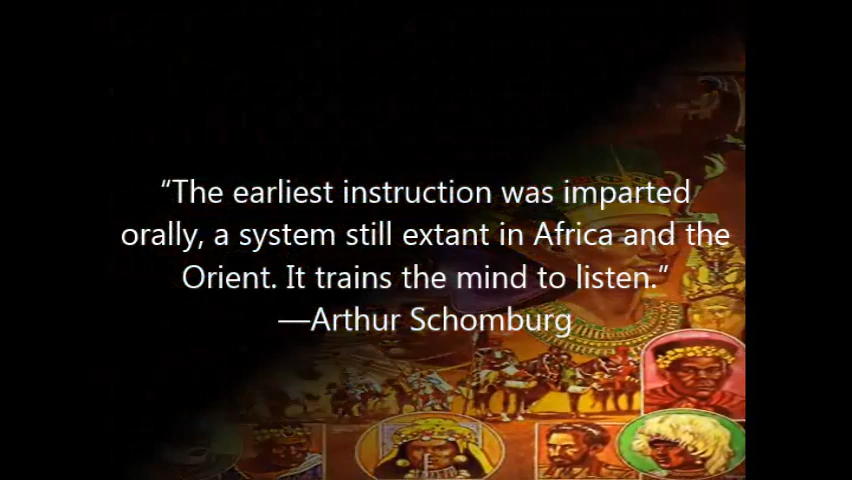 “The earliest instruction was imparted
orally, a system still extant in Africa and the
Orient. It trains the mind to listen.”
—Arthur Schomburg